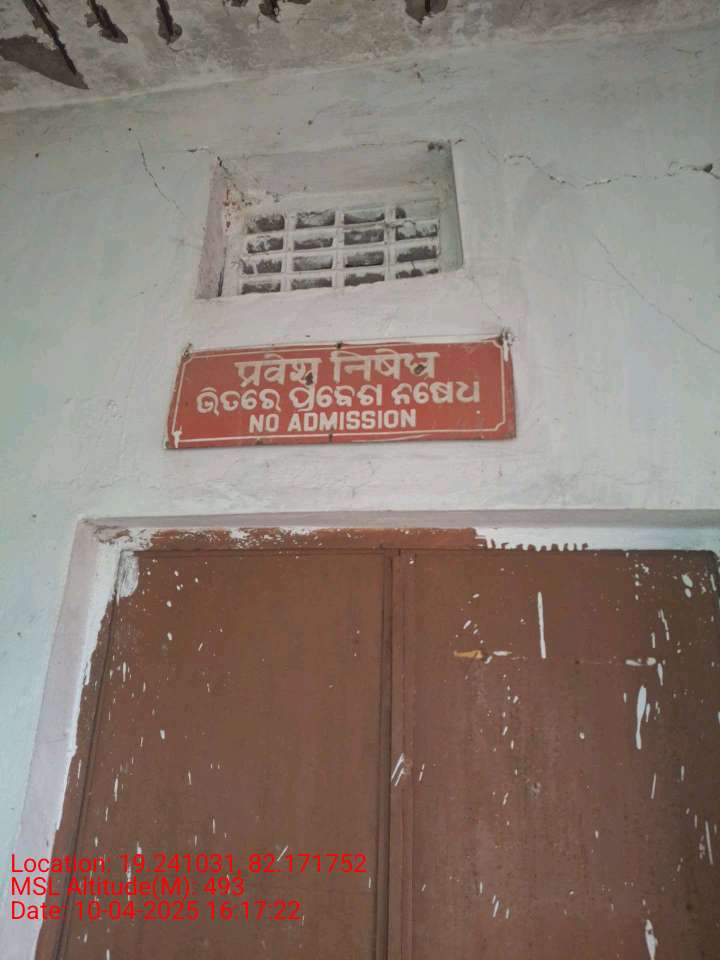 प्रवेश निषेध
ଭିତରେ ପ୍ରବେଶ ନିଷେଧ
NO ADMISSION
Location: 19.241031, 82.171752
MSL Altitude(M): 493
Date: 10-04-2025 16:17:22